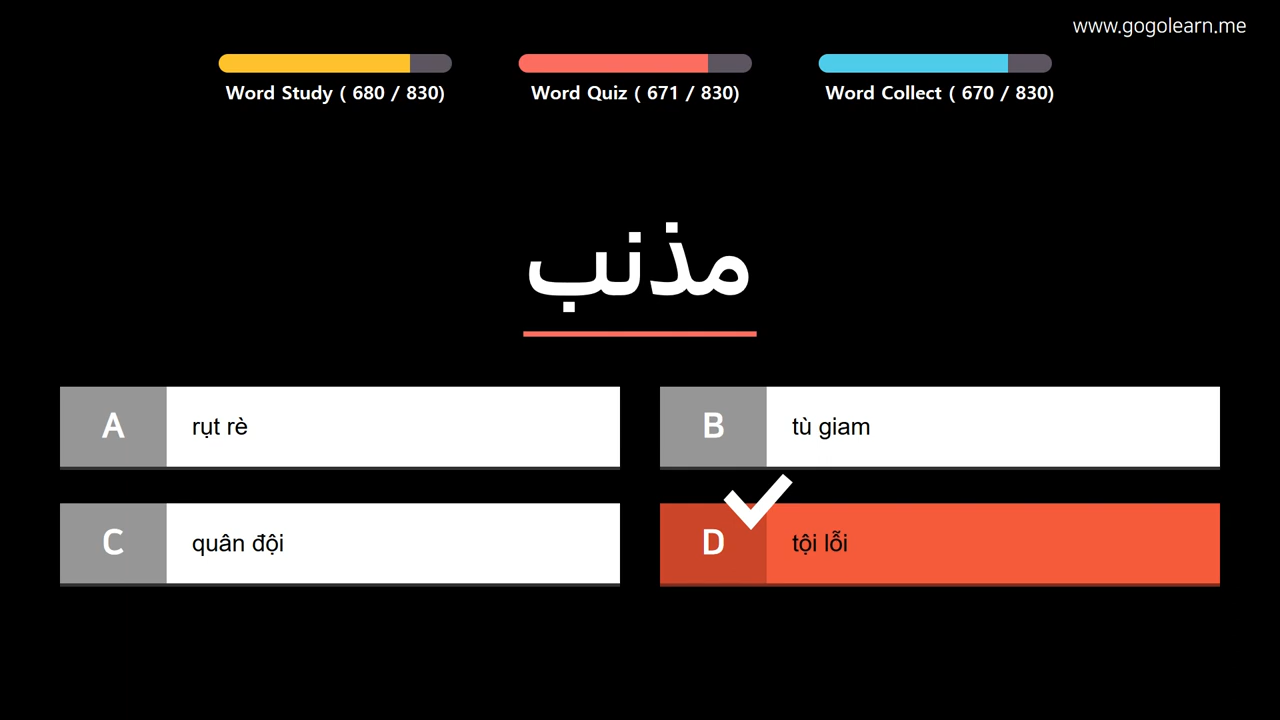 www.gogolearn.me
Word Study ( 680 / 830)
Word Quiz ( 671 / 830)
Word Collect ( 670 / 830)
مذنب
A
rụt rè
B
tù giam
C
quân đội
D
tội lỗi